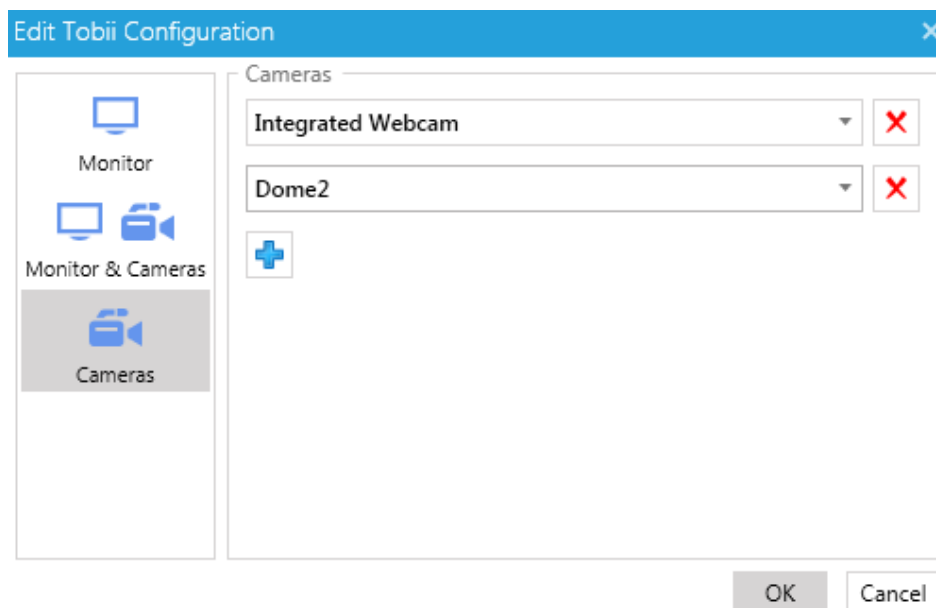 Edit Tobii Configuration
Monitor
Monitor & Cameras
Cameras
Cameras
Integrated Webcam
Dome2
OK
Cancel